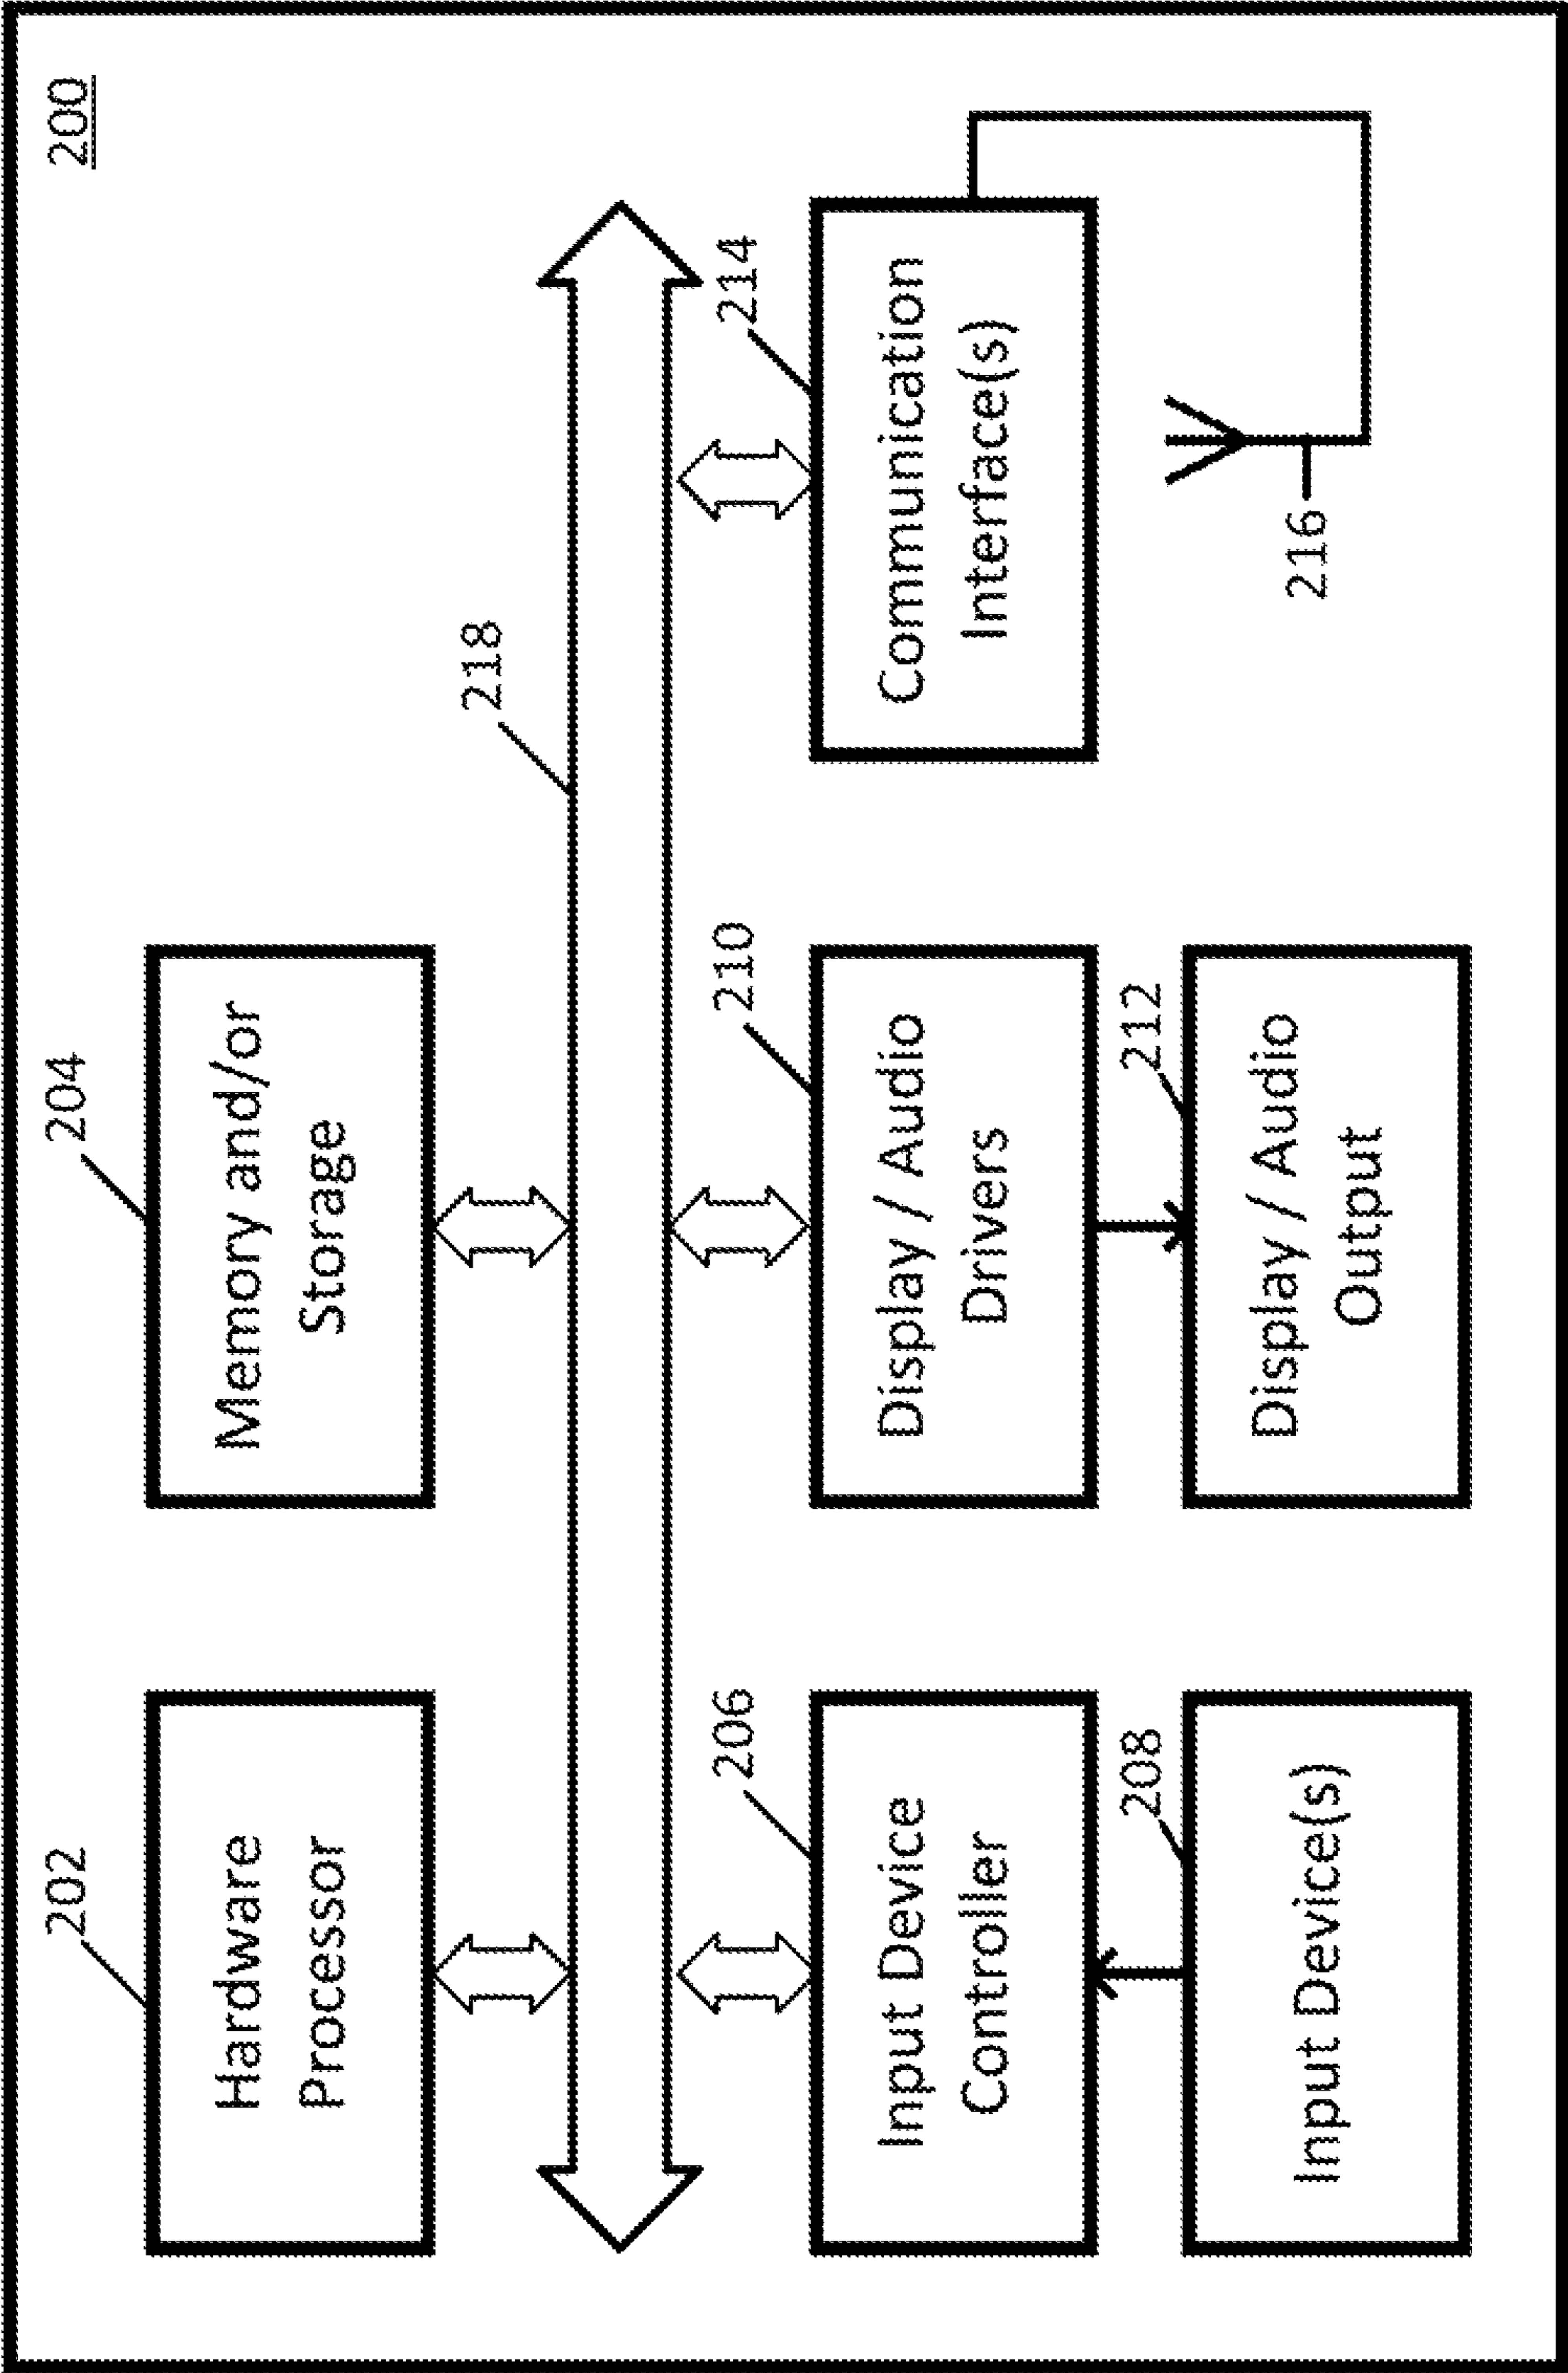 200
202
Hardware
Processor
204
Memory and/or
Storage
218
206
Input Device
Controller
210
Display / Audio
Drivers
214
Communication
Interface(s)
208
Input Device(s)
212
Display / Audio
Output
216